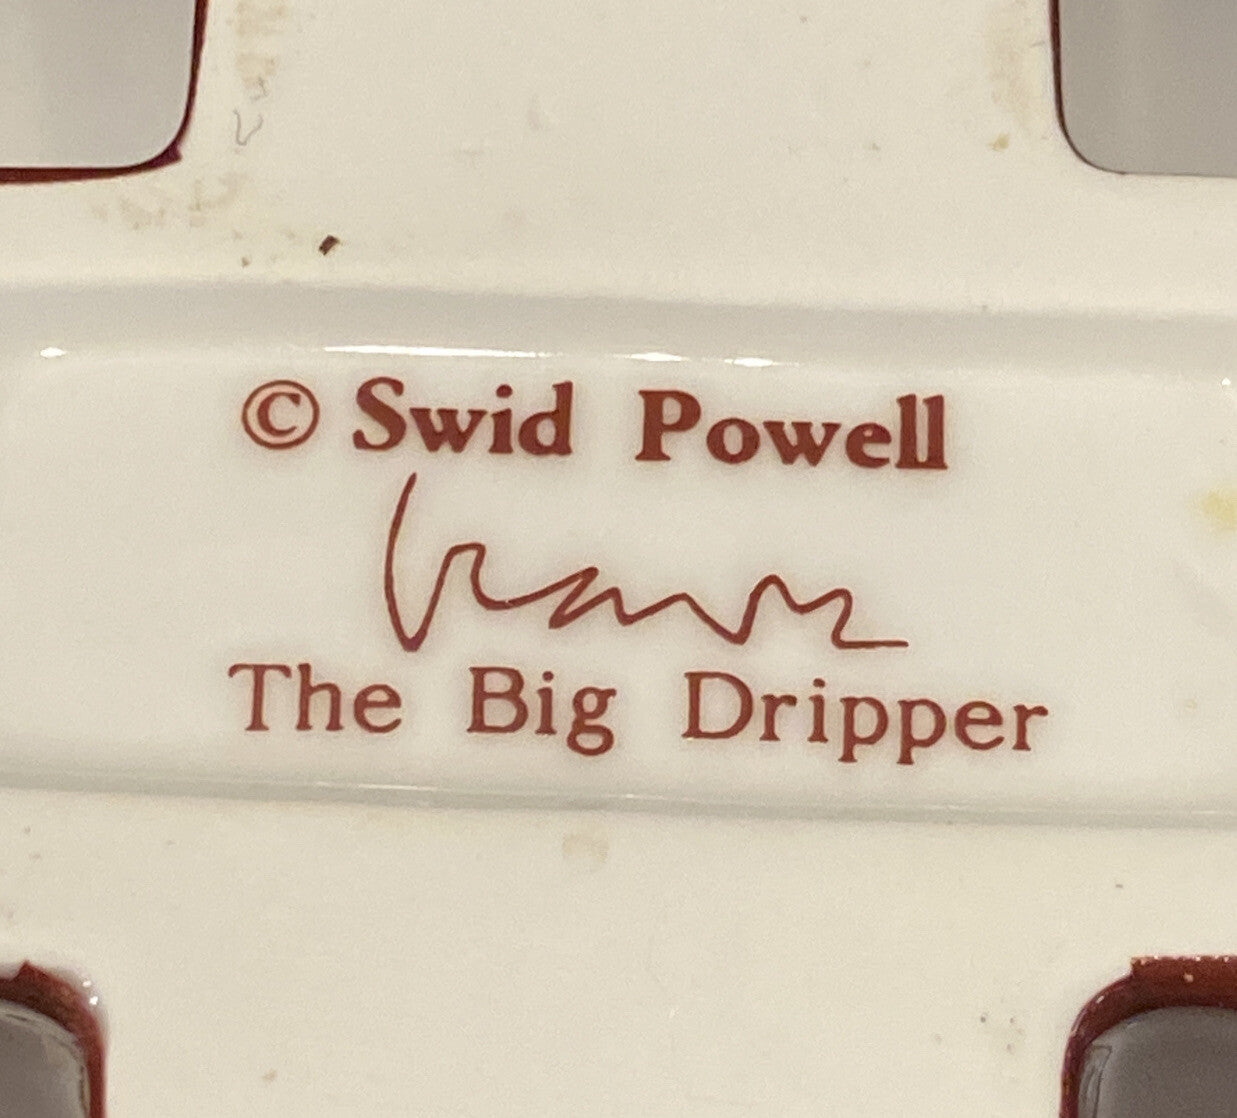 © Swid Powell
The Big Dripper